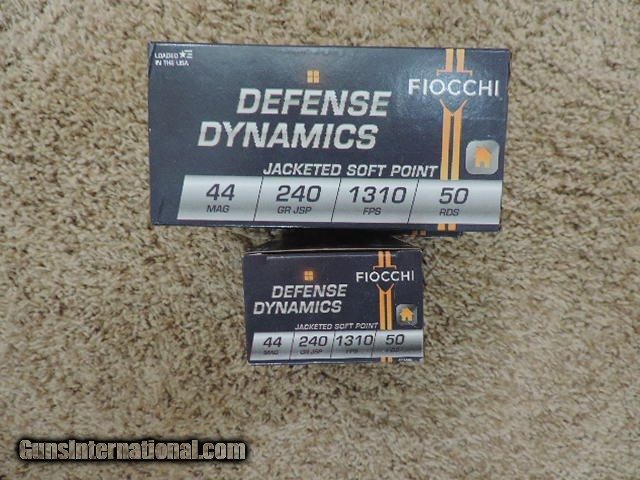 LOADED
IN THE USA
FIOCCHI
DEFENSE
DYNAMICS
JACKETED SOFT POINT
44 240 1310 50
MAG GR JSP FPS RDS
FIOCCHI
DEFENSE
DYNAMICS
JACKETED SOFT POINT
44 240 1310 50
MAG GR JSP FPS
GunsInternational.com